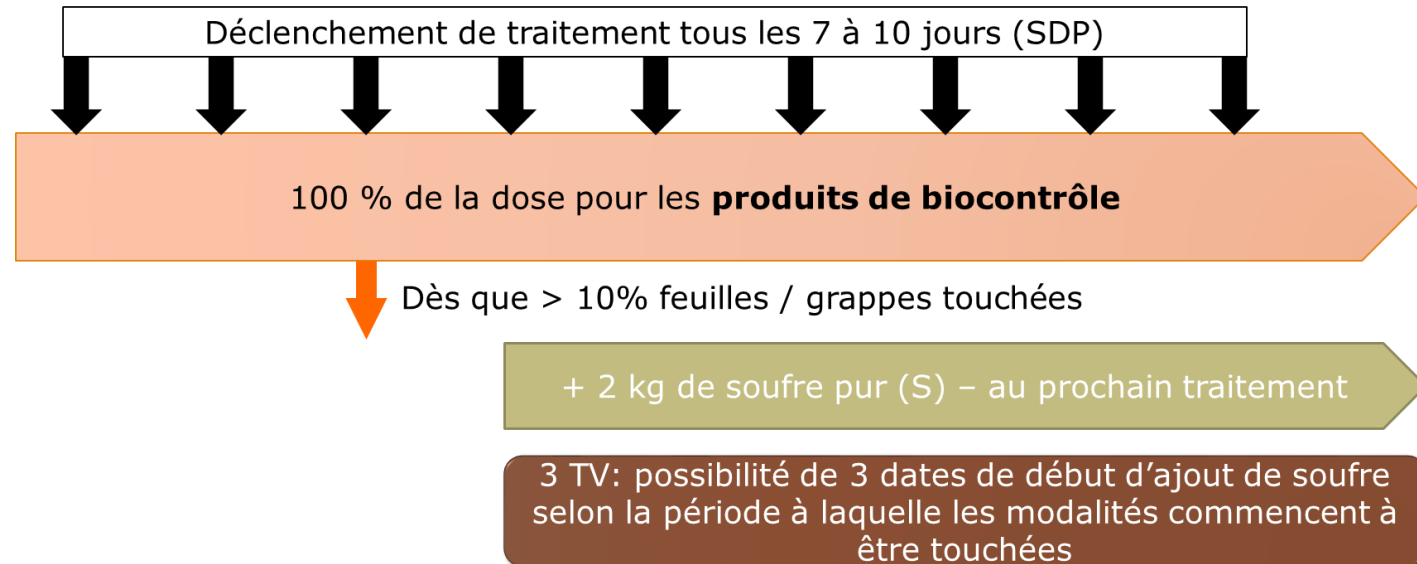 Déclenchement de traitement tous les 7 à 10 jours (SDP)
100 % de la dose pour les produits de biocontrôle
Dès que > 10% feuilles / grappes touchées
+ 2 kg de soufre pur (S) – au prochain traitement
3 TV: possibilité de 3 dates de début d’ajout de soufre
selon la période à laquelle les modalités commencent à
être touchées